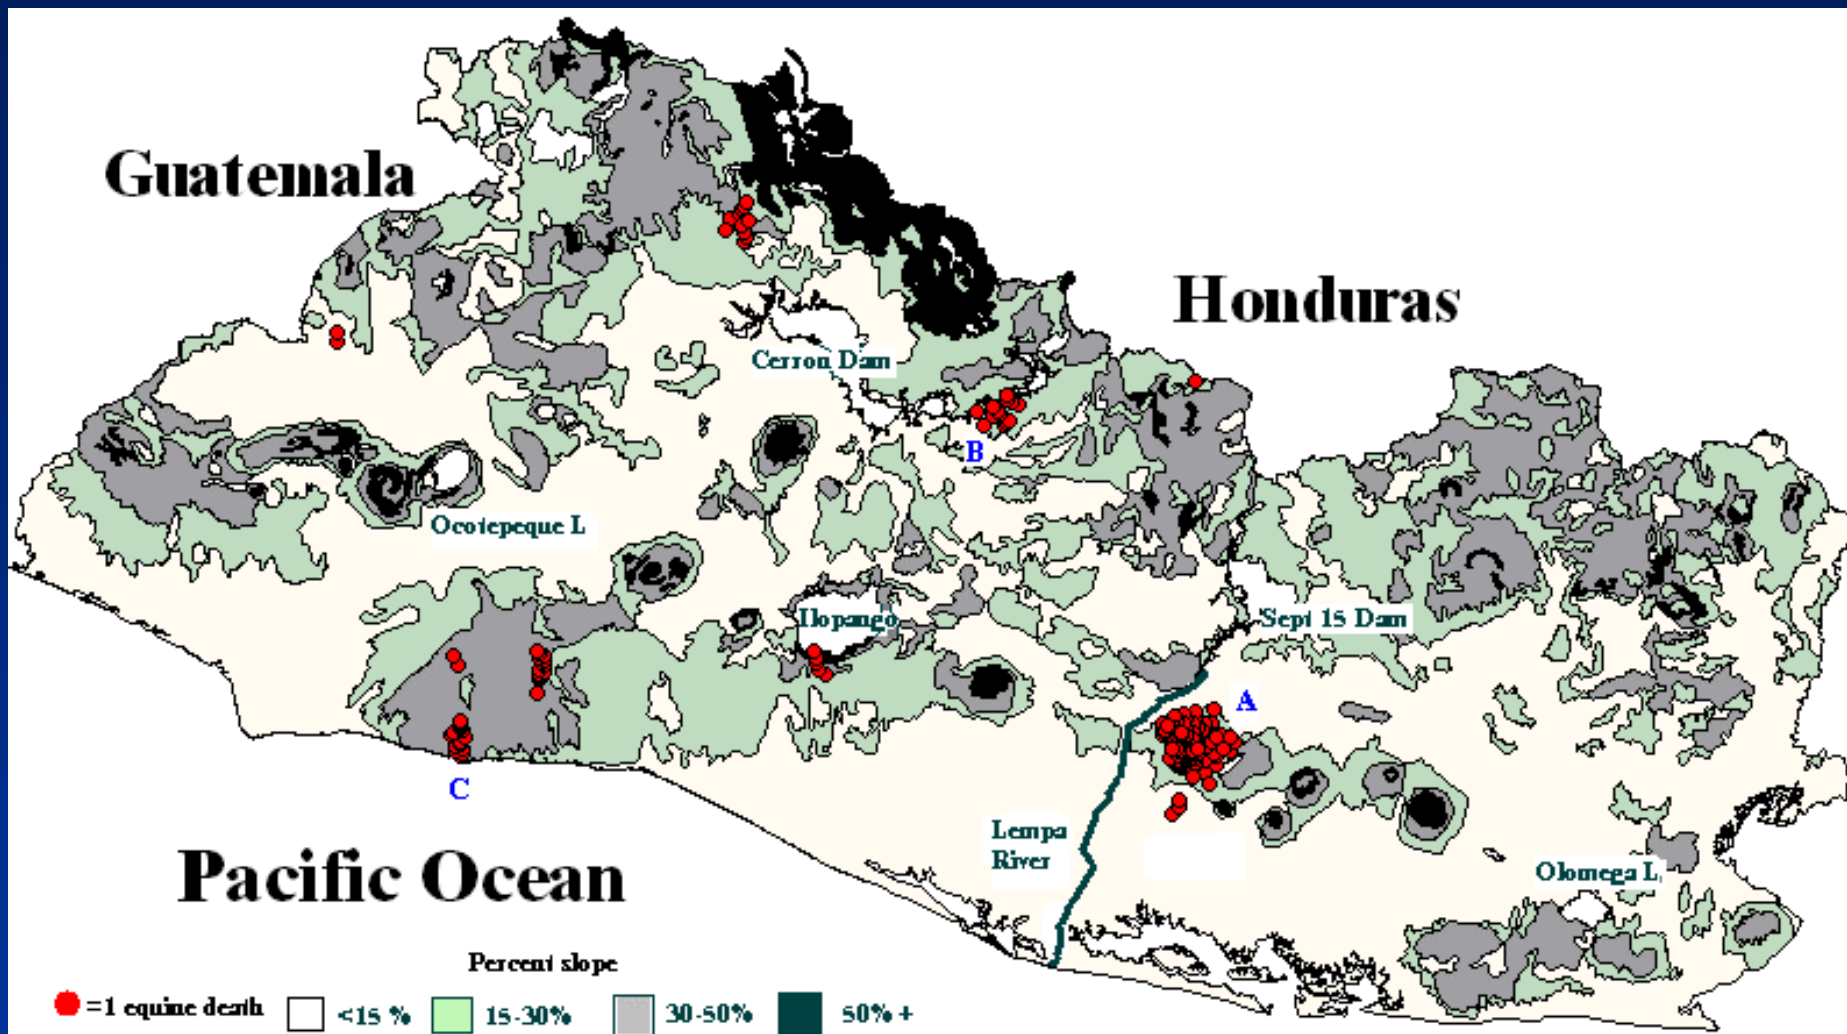 Guatemala
Honduras
Cerron Dam
B
Ocotepeque L
Ilopango
Sept 15 Dam
A
C
Lempa
River
Olomega L
Pacific Ocean
Percent slope
=1 equine death
<15 %
15-30%
30-50%
50% +